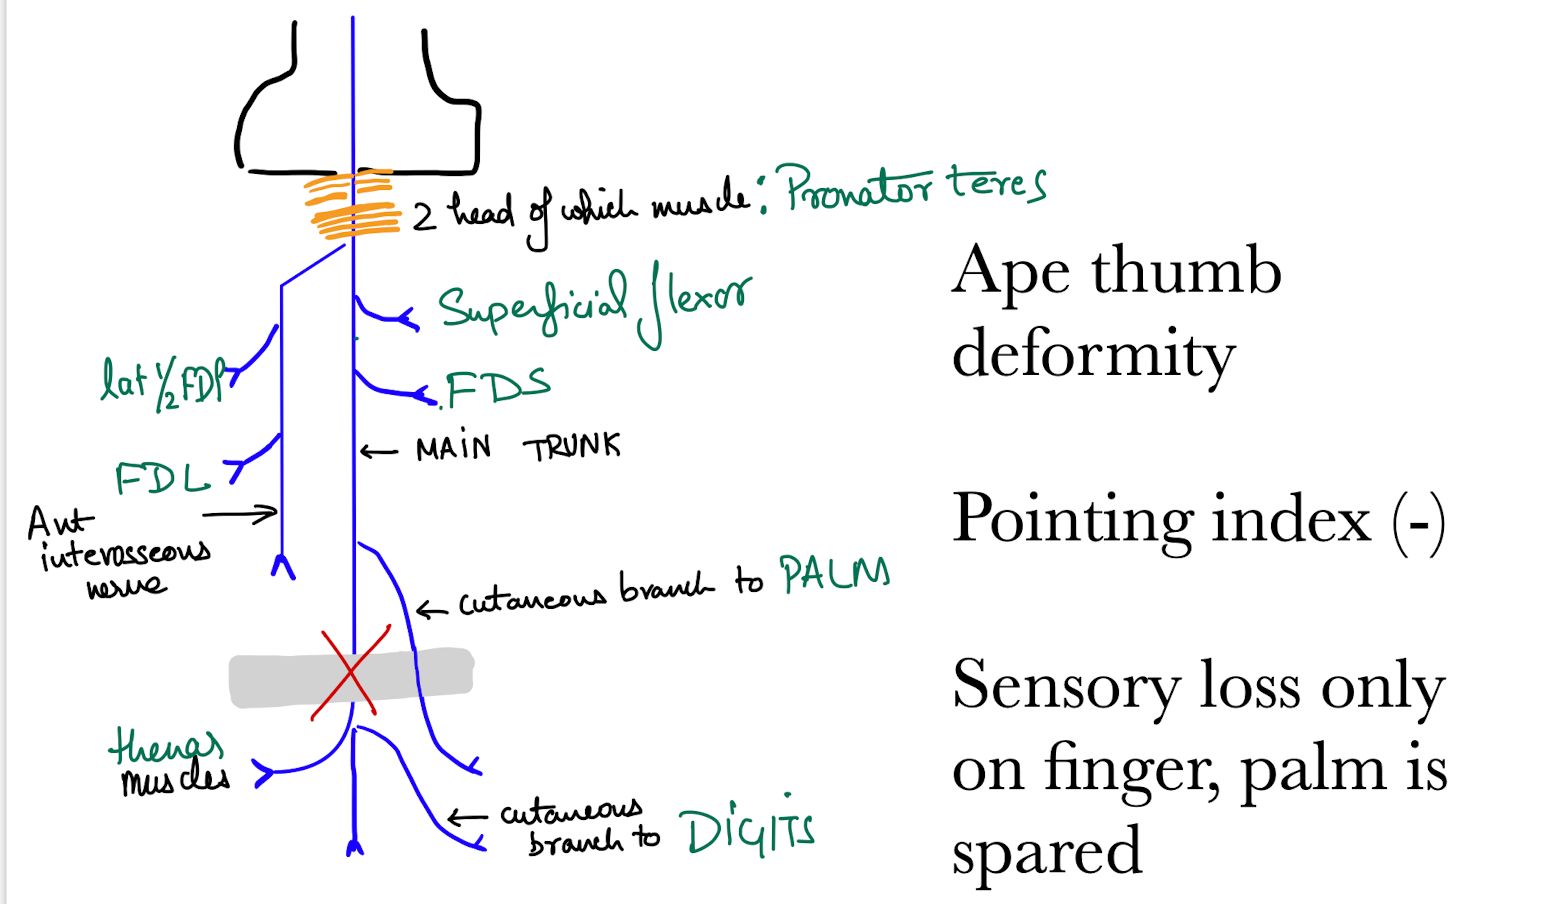 2 head of which muscle: Pronator teres
Superficial flexor
lat 1/2 FDP
FDS
← MAIN TRUNK
FDL
Ant
interosseous
nerve
← cutaneous branch to PALM
thenar
muscles
← cutaneous
branch to DIGITS
Ape thumb
deformity
Pointing index (-)
Sensory loss only
on finger, palm is
spared